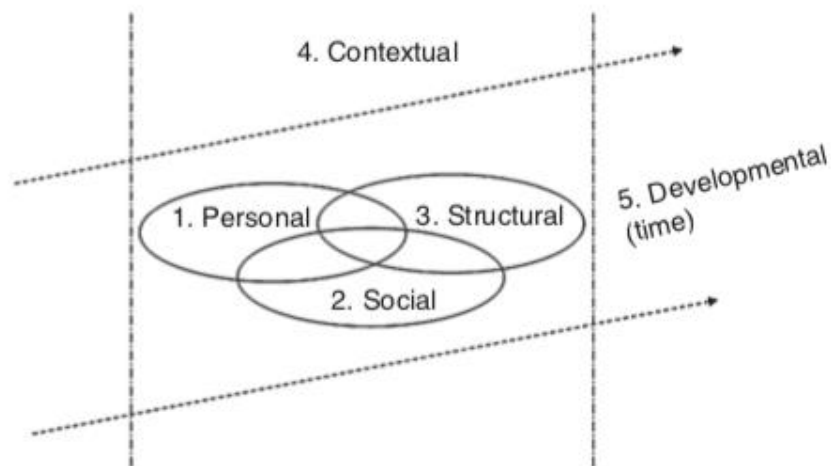 4. Contextual
1. Personal
3. Structural
5. Developmental
(time)
2. Social